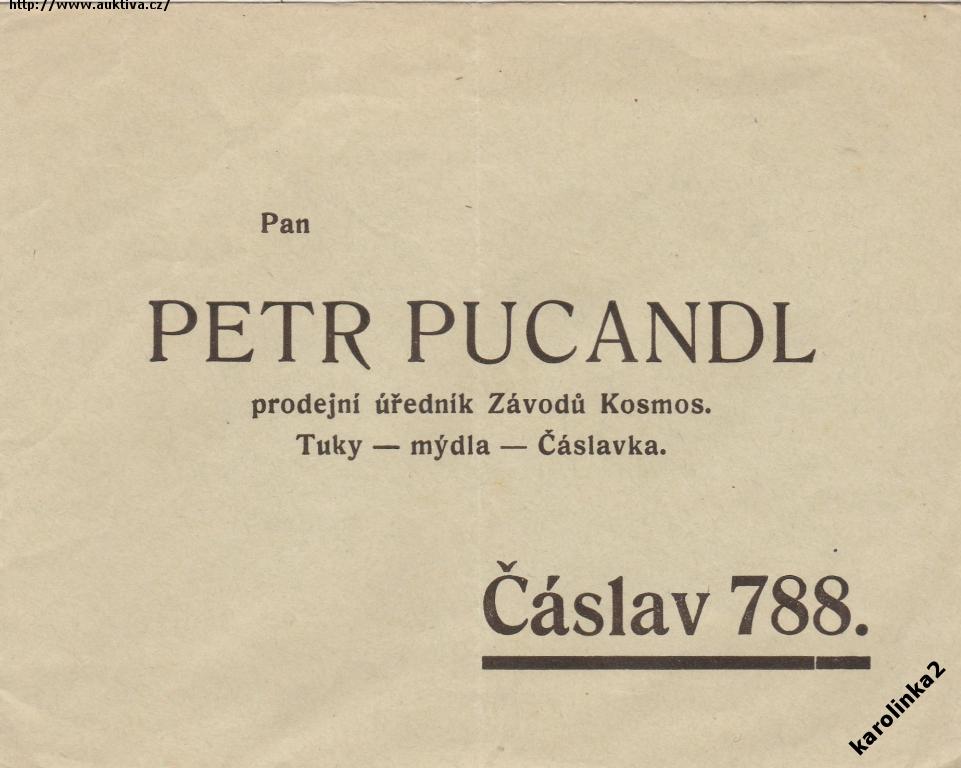 http://www.auktiva.cz/
Pan
PETR PUCANDL
prodejní úředník Závodů Kosmos.
Tuky — mýdla — Čáslavka.
Čáslav 788.
karolinka2